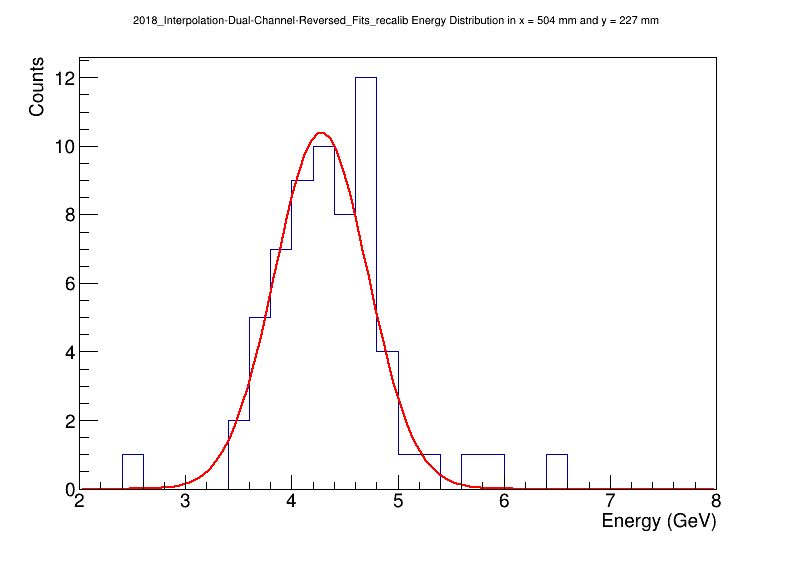 2018_Interpolation-Dual-Channel-Reversed_Fits_recalib Energy Distribution in x = 504 mm and y = 227 mm
Counts
12
10
8
6
4
2
0
2 3 4 5 6 7 8
Energy (GeV)